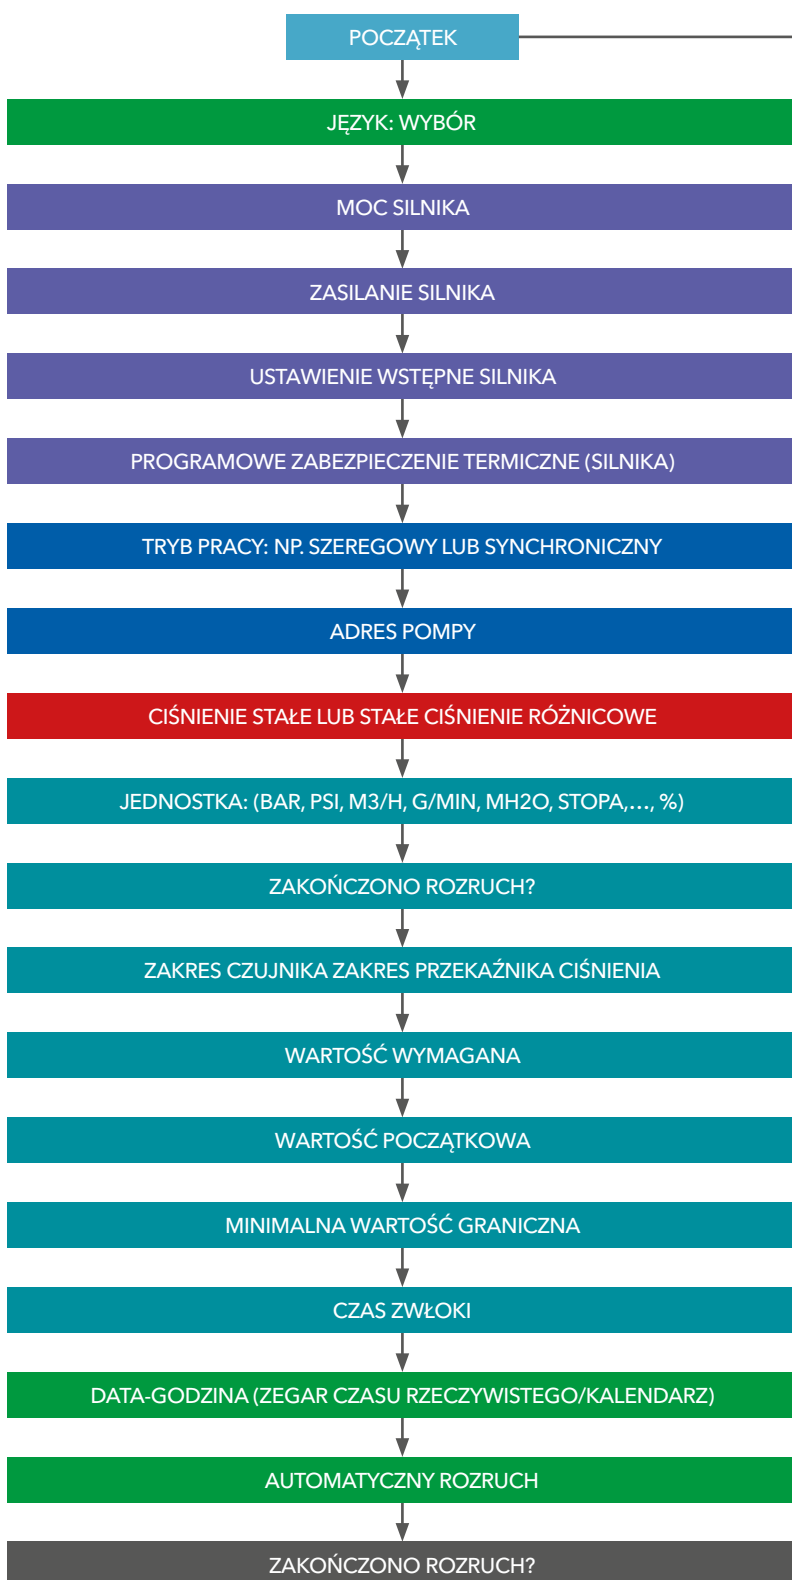 POCZĄTEK
JĘZYK: WYBÓR
MOC SILNIKA
ZASILANIE SILNIKA
USTAWIENIE WSTĘPNE SILNIKA
PROGRAMOWE ZABEZPIECZENIE TERMICZNE (SILNIKA)
TRYB PRACY: NP. SZEREGOWY LUB SYNCHRONICZNY
ADRES POMPY
CIŚNIENIE STAŁE LUB STAŁE CIŚNIENIE RÓŻNICOWE
JEDNOSTKA: (BAR, PSI, M3/H, G/MIN, MH2O, STOPA,…, %)
ZAKOŃCZONO ROZRUCH?
ZAKRES CZUJNIKA ZAKRES PRZEKAŹNIKA CIŚNIENIA
WARTOŚĆ WYMAGANA
WARTOŚĆ POCZĄTKOWA
MINIMALNA WARTOŚĆ GRANICZNA
CZAS ZWŁOKI
DATA-GODZINA (ZEGAR CZASU RZECZYWISTEGO/KALENDARZ)
AUTOMATYCZNY ROZRUCH
ZAKOŃCZONO ROZRUCH?